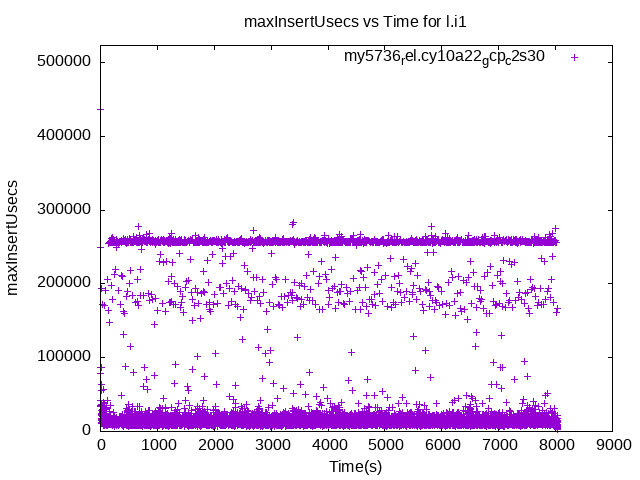 maxInsertUsecs vs Time for l.i1
my5736rel.cy10a22gcpc2s30
maxInsertUsecs
500000
400000
300000
200000
100000
0
0 1000 2000 3000 4000 5000 6000 7000 8000 9000
Time(s)